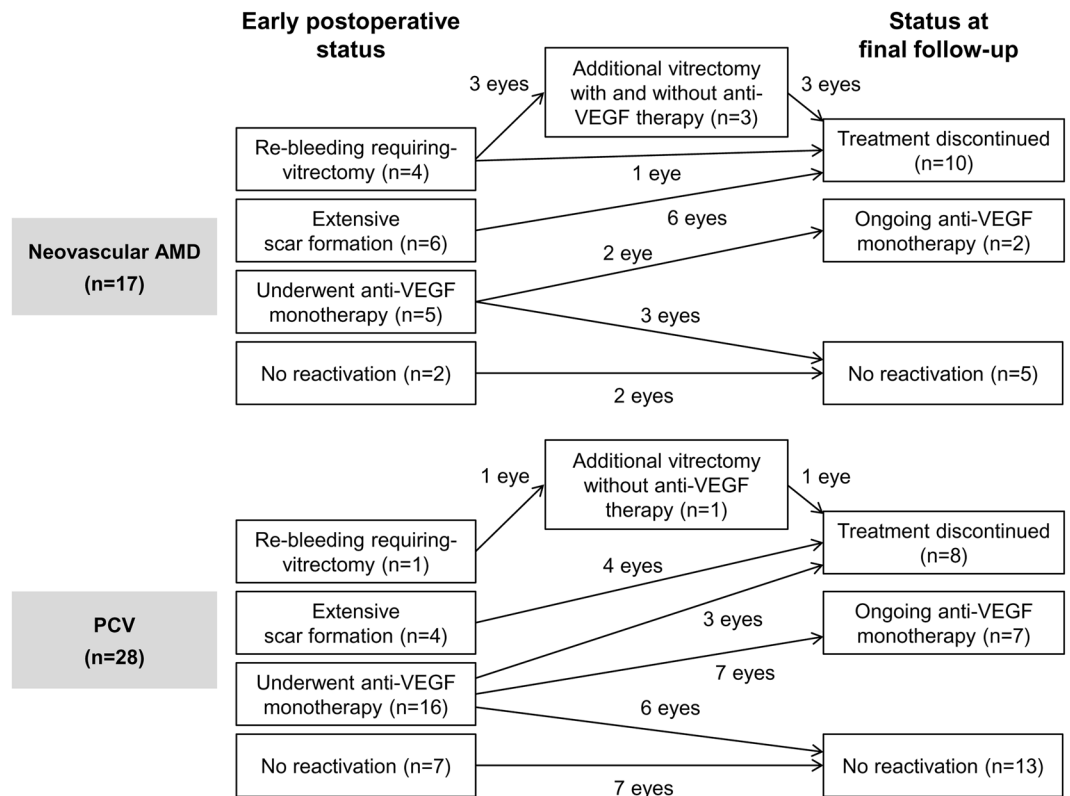 Early postoperative
status
Status at
final follow-up
Neovascular AMD
(n=17)
Re-bleeding requiring-
vitrectomy (n=4)
Extensive
scar formation (n=6)
Underwent anti-VEGF
monotherapy (n=5)
No reactivation (n=2)
3 eyes
Additional vitrectomy
with and without anti-
VEGF therapy (n=3)
3 eyes
1 eye
6 eyes
2 eye
3 eyes
2 eyes
Treatment discontinued
(n=10)
Ongoing anti-VEGF
monotherapy (n=2)
No reactivation (n=5)
PCV
(n=28)
Re-bleeding requiring-
vitrectomy (n=1)
Extensive
scar formation (n=4)
Underwent anti-VEGF
monotherapy (n=16)
No reactivation (n=7)
1 eye
Additional vitrectomy
without anti-VEGF
therapy (n=1)
1 eye
4 eyes
3 eyes
7 eyes
6 eyes
7 eyes
Treatment discontinued
(n=8)
Ongoing anti-VEGF
monotherapy (n=7)
No reactivation (n=13)